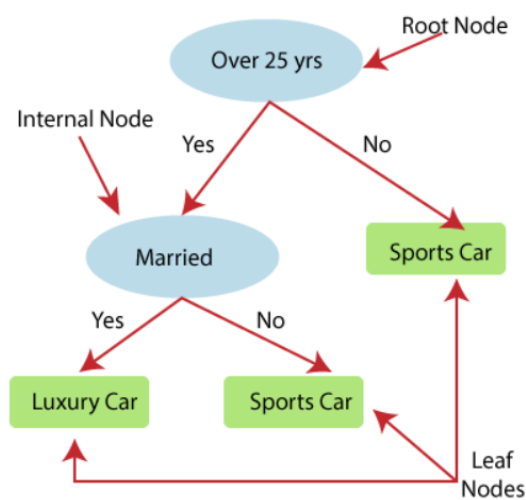 Root Node
Over 25 yrs
Internal Node
Yes
No
Married
Sports Car
Yes
No
Luxury Car
Sports Car
Leaf
Nodes